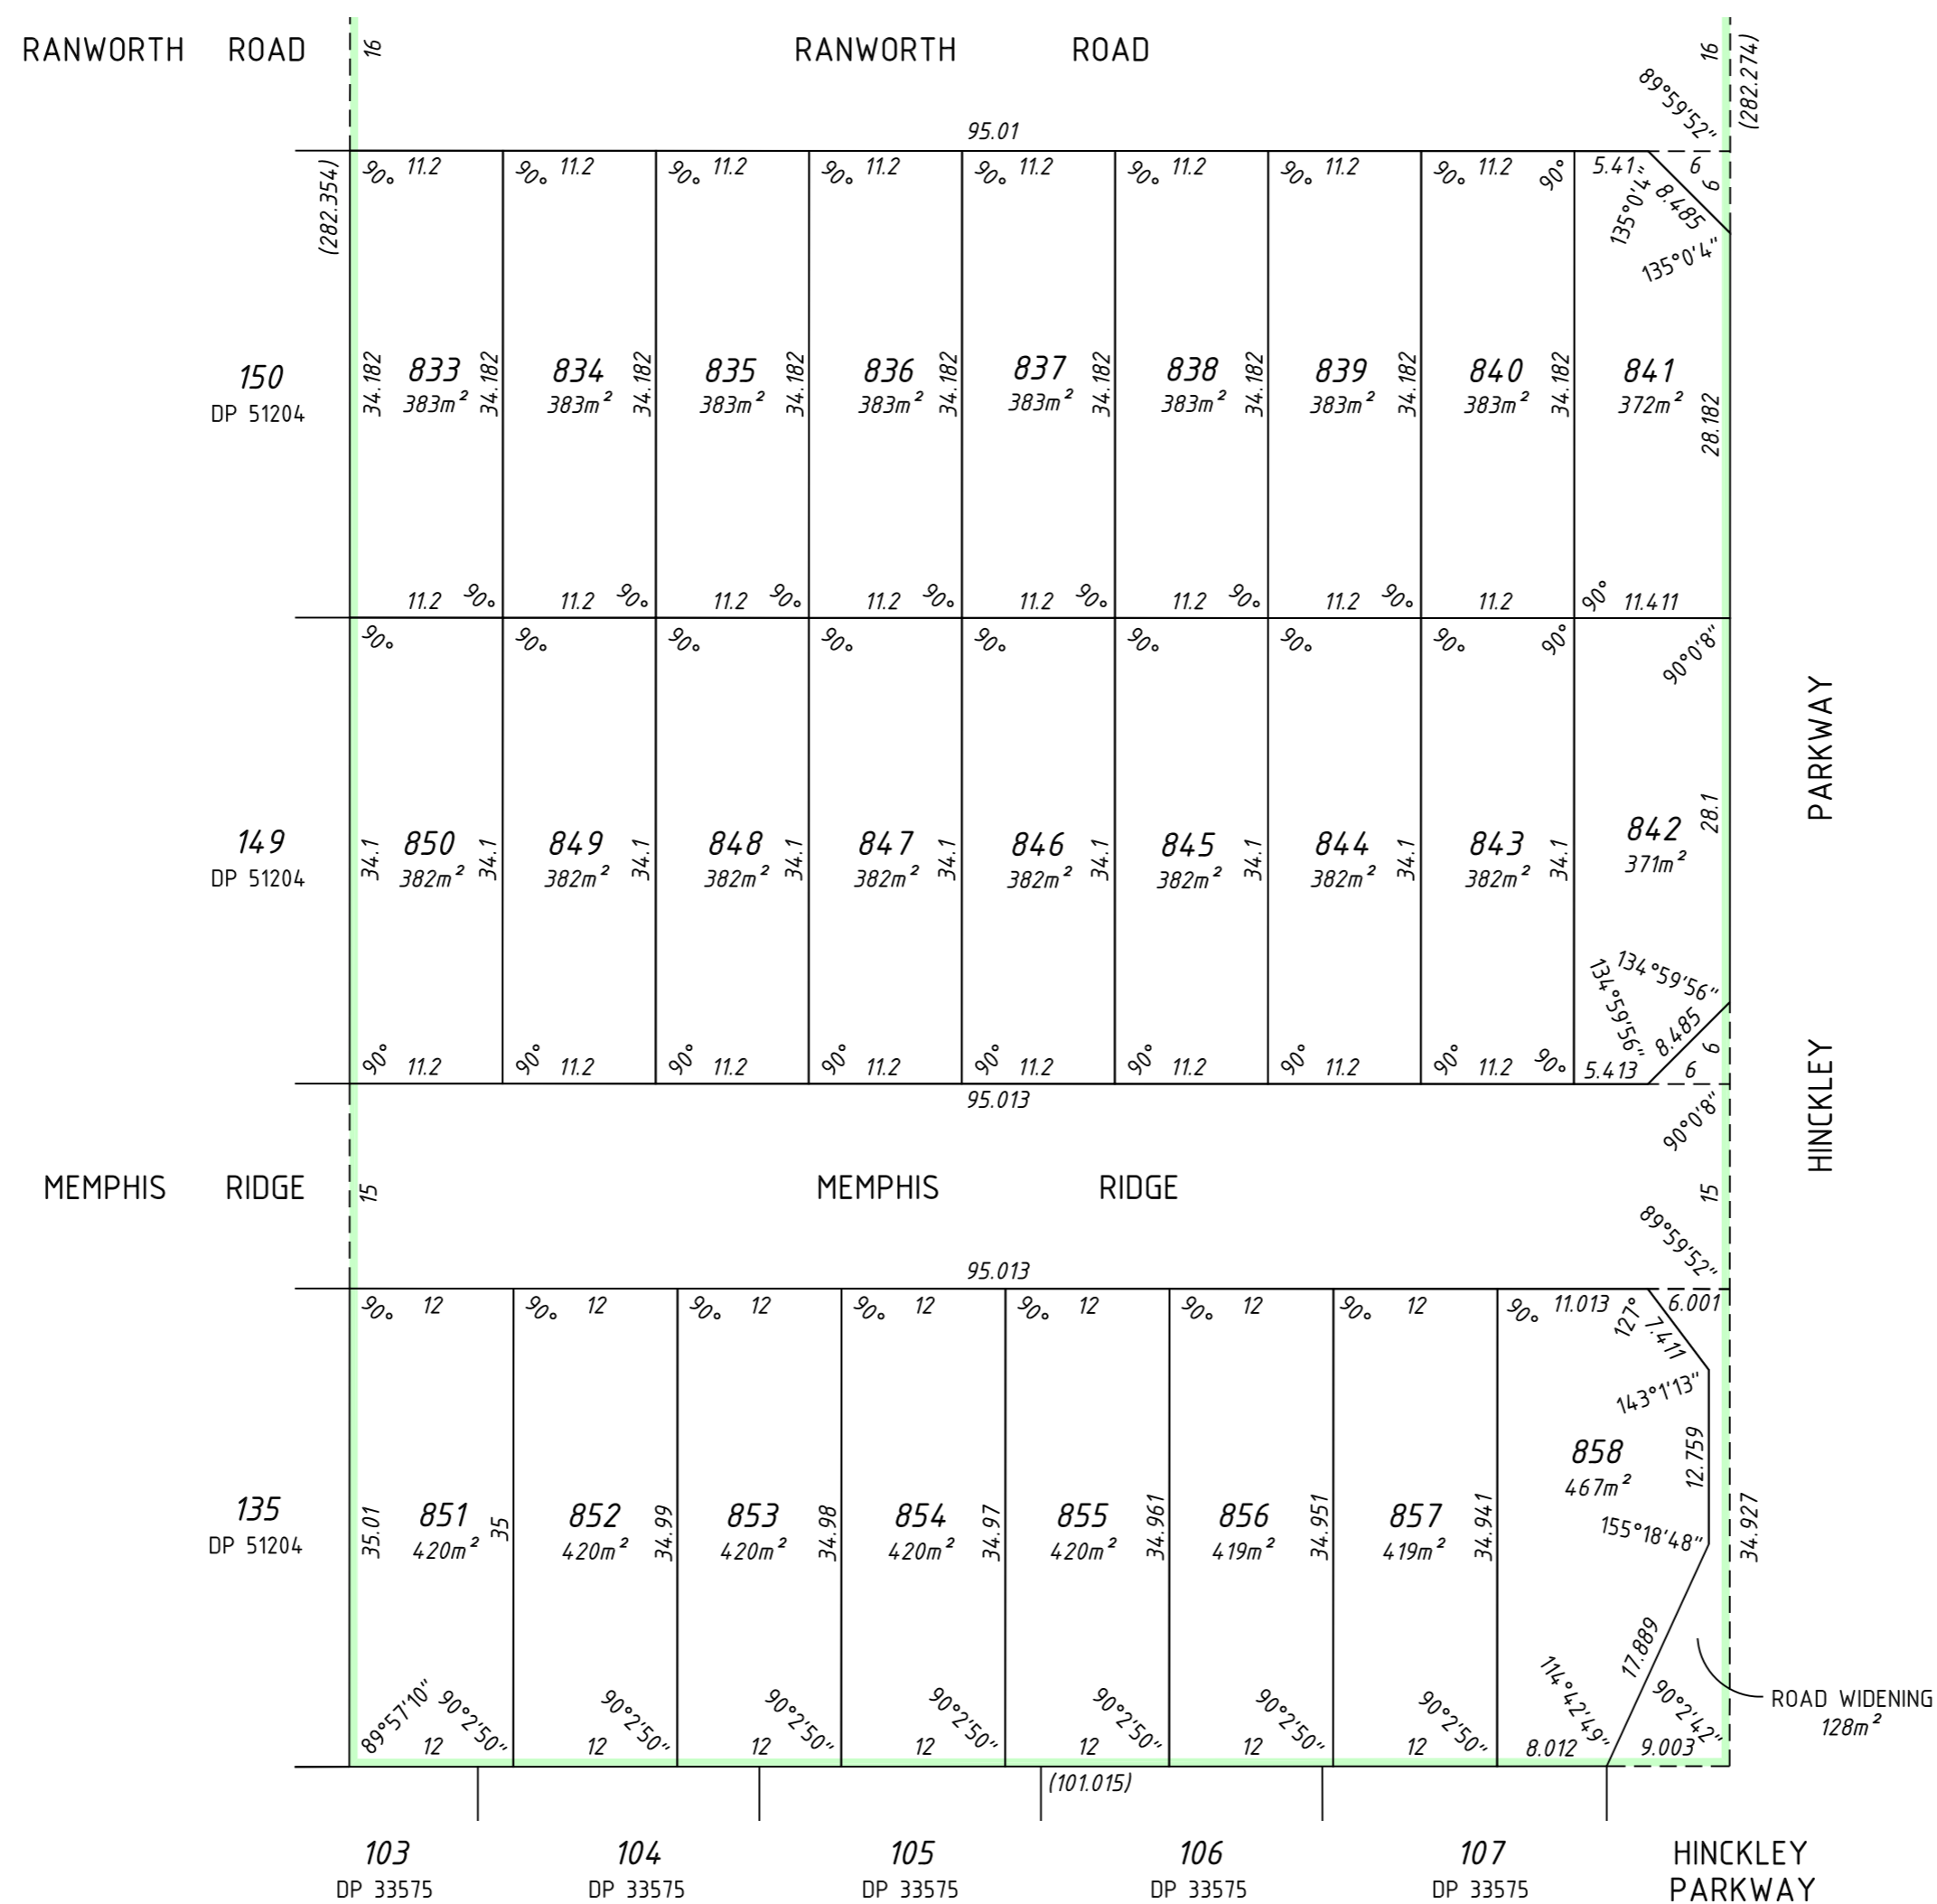 RANWORTH ROAD
16
RANWORTH ROAD
16
(282.274)
89°59'52"
95.01
(282.354)
90° 11.2 90° 11.2 90° 11.2 90° 11.2 90° 11.2 90° 11.2 90° 11.2 90° 11.2 90° 5.41 6
6
135°0'4"
8.485
135°0'4"
150
DP 51204
34.182 833 34.182 834 34.182 835 34.182 836 34.182 837 34.182 838 34.182 839 34.182 840 34.182 841
383m² 383m² 383m² 383m² 383m² 383m² 383m² 383m² 372m²
28.182
11.2 90° 11.2 90° 11.2 90° 11.2 90° 11.2 90° 11.2 90° 11.2 90° 11.2 90° 11.411
90° 90° 90° 90° 90° 90° 90° 90° 90° 90°0'8"
PARKWAY
149
DP 51204
34.1 850 34.1 849 34.1 848 34.1 847 34.1 846 34.1 845 34.1 844 34.1 843 34.1 842 28.1
382m² 382m² 382m² 382m² 382m² 382m² 382m² 382m² 371m²
134°59'56"
134°59'56"
8.485
6
90° 11.2 90° 11.2 90° 11.2 90° 11.2 90° 11.2 90° 11.2 90° 11.2 90° 11.2 90° 5.413 6
95.013
90°0'8"
HINCKLEY
MEMPHIS RIDGE
15
MEMPHIS RIDGE
15
89°59'52"
95.013
90° 12 90° 12 90° 12 90° 12 90° 12 90° 12 90° 12 90° 11.013 6.001
127°
7.411
143°1'13"
12.759
858
467m²
155°18'48"
34.927
135
DP 51204
35.01 851 35 852 34.99 853 34.98 854 34.97 855 34.961 856 34.951 857 34.941
420m² 420m² 420m² 420m² 420m² 419m² 419m²
17.889
114°42'49"
90°2'42"
ROAD WIDENING
128m²
89°57'10" 90°2'50" 90°2'50" 90°2'50" 90°2'50" 90°2'50" 90°2'50" 90°2'50"
12 12 12 12 12 12 12 8.012 9.003
(101.015)
103 104 105 106 107 HINCKLEY
DP 33575 DP 33575 DP 33575 DP 33575 DP 33575 PARKWAY